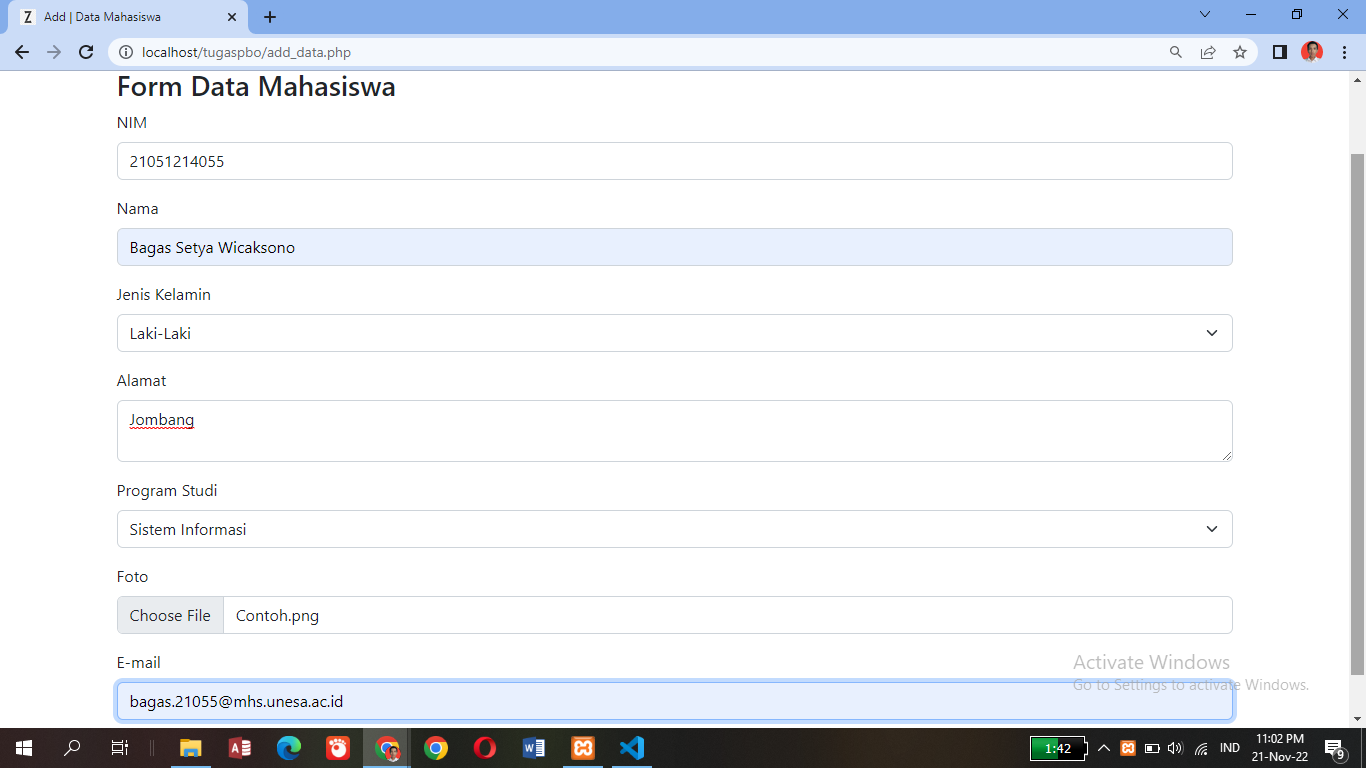 Add | Data Mahasiswa
localhost/tugaspbo/add_data.php
Form Data Mahasiswa
NIM
21051214055
Nama
Bagas Setya Wicaksono
Jenis Kelamin
Laki-Laki
Alamat
Jombang
Program Studi
Sistem Informasi
Foto
Choose File Contoh.png
E-mail
bagas.21055@mhs.unesa.ac.id
Activate Windows
Go to Settings to activate Windows.
1:42
IND
11:02 PM
21-Nov-22
9